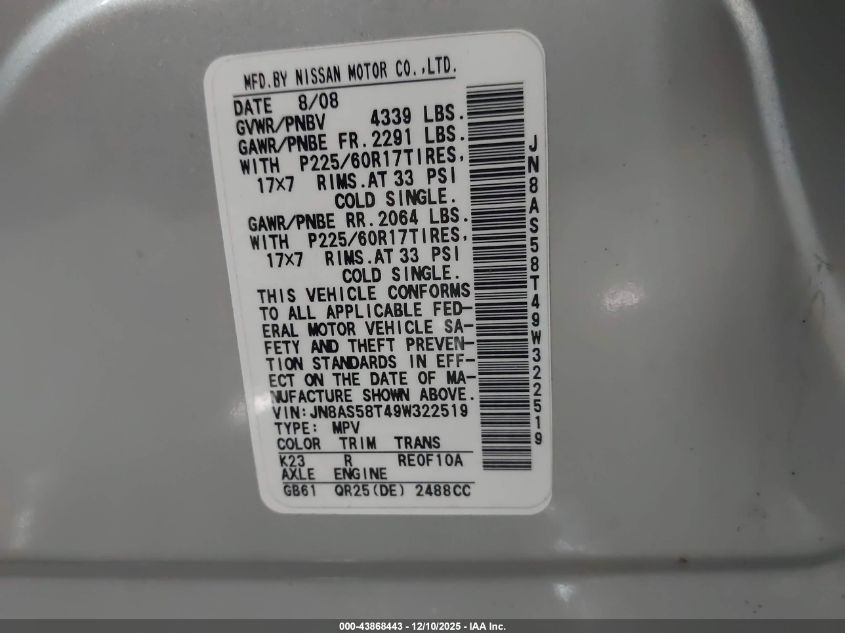 MFD.BY NISSAN MOTOR CO.,LTD.
DATE 8/08
GVWR/PNBV 4339 LBS.
GAWR/PNBE FR.2291 LBS.
WITH P225/60R17TIRES,
17×7 RIMS.AT 33 PSI
COLD SINGLE.
GAWR/PNBE RR.2064 LBS.
WITH P225/60R17TIRES,
17×7 RIMS.AT 33 PSI
COLD SINGLE.
THIS VEHICLE CONFORMS
TO ALL APPLICABLE FED-
ERAL MOTOR VEHICLE SA-
FETY AND THEFT PREVEN-
TION STANDARDS IN EFF-
ECT ON THE DATE OF MA-
NUFACTURE SHOWN ABOVE.
VIN:JN8AS58T49W322519
TYPE: MPV
COLOR TRIM TRANS
K23 R RE0F10A
AXLE ENGINE
GB61 QR25(DE) 2488CC
JN8AS58T49W322519
000-43868443 — 12/10/2025 — IAA Inc.